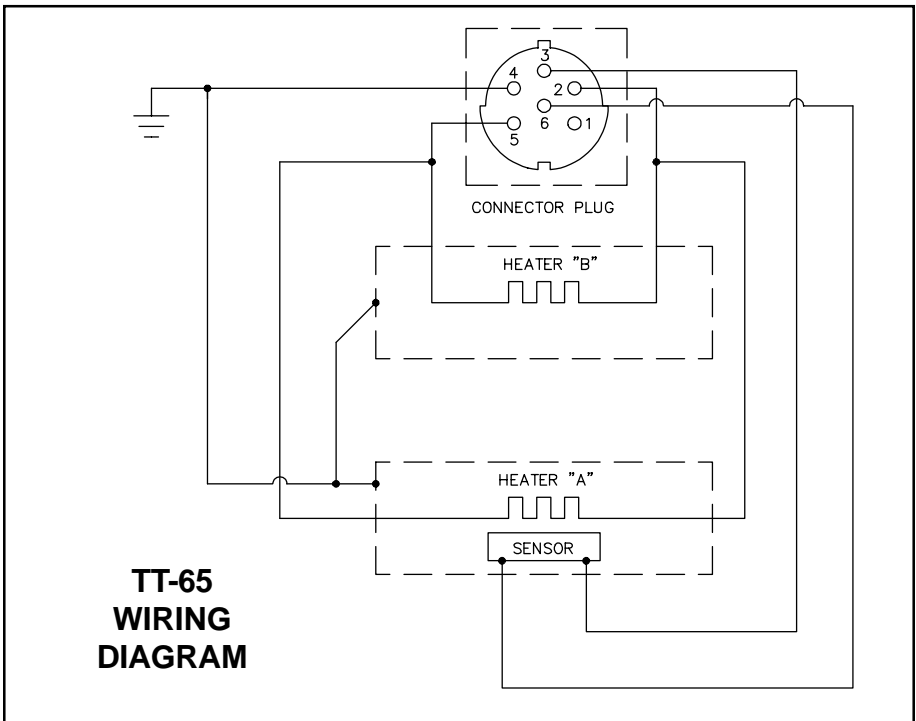 3
4
2
6
1
5
CONNECTOR PLUG
HEATER "B"
HEATER "A"
SENSOR
TT-65
WIRING
DIAGRAM